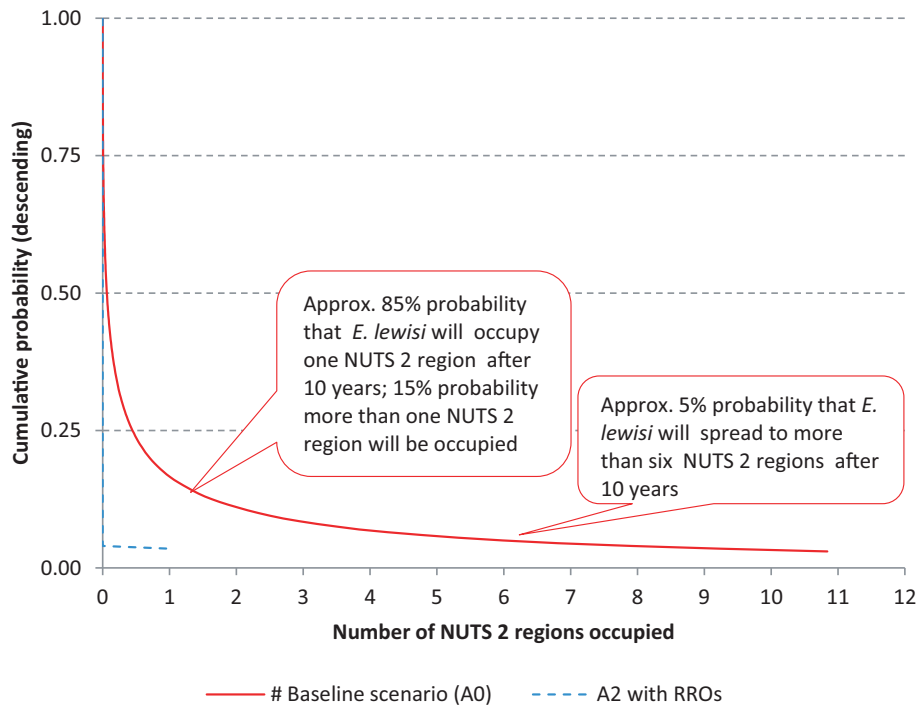 1.00
0.75
0.50
0.25
0.00
Cumulative probability (descending)
Approx. 85% probability
that E. lewisi will occupy
one NUTS 2 region after
10 years; 15% probability
more than one NUTS 2
region will be occupied
Approx. 5% probability that E.
lewisi will spread to more
than six NUTS 2 regions after
10 years
0 1 2 3 4 5 6 7 8 9 10 11 12
Number of NUTS 2 regions occupied
# Baseline scenario (A0) A2 with RROs